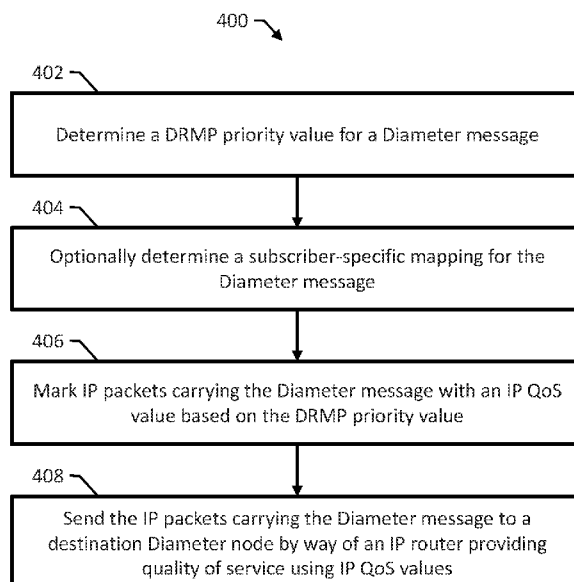 400
402
Determine a DRMP priority value for a Diameter message
404
Optionally determine a subscriber-specific mapping for the
Diameter message
406
Mark IP packets carrying the Diameter message with an IP QoS
value based on the DRMP priority value
408
Send the IP packets carrying the Diameter message to a
destination Diameter node by way of an IP router providing
quality of service using IP QoS values